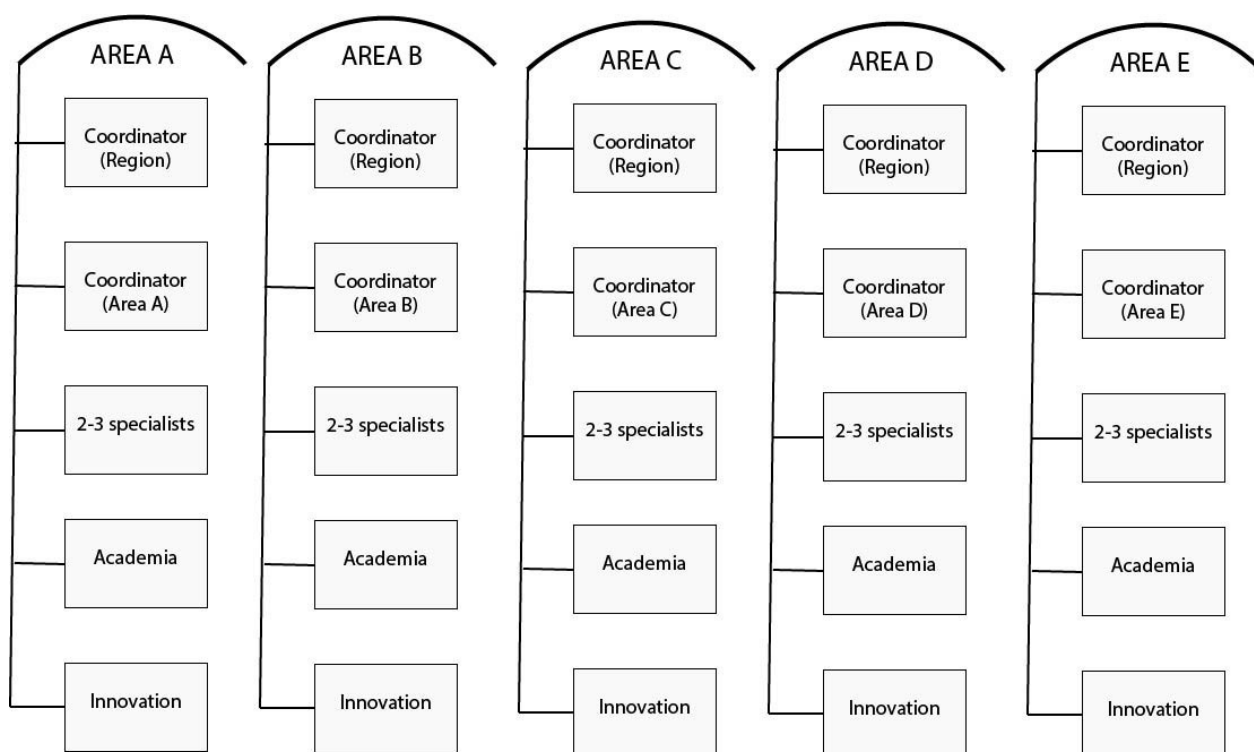 AREA A
Coordinator
(Region)
Coordinator
(Area A)
2-3 specialists
Academia
Innovation
AREA B
Coordinator
(Region)
Coordinator
(Area B)
2-3 specialists
Academia
Innovation
AREA C
Coordinator
(Region)
Coordinator
(Area C)
2-3 specialists
Academia
Innovation
AREA D
Coordinator
(Region)
Coordinator
(Area D)
2-3 specialists
Academia
Innovation
AREA E
Coordinator
(Region)
Coordinator
(Area E)
2-3 specialists
Academia
Innovation